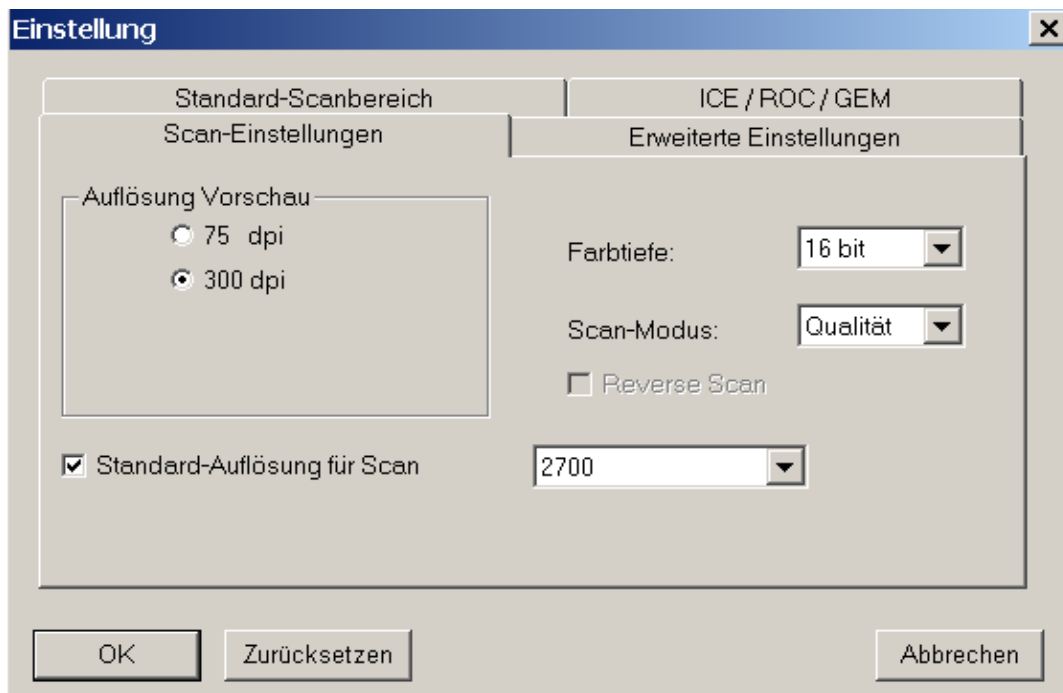 Einstellung
Standard-Scanbereich
ICE / ROC / GEM
Scan-Einstellungen
Erweiterte Einstellungen
Auflösung Vorschau
75 dpi
300 dpi
Farbtiefe:
16 bit
Scan-Modus:
Qualität
Reverse Scan
Standard-Auflösung für Scan
2700
OK
Zurücksetzen
Abbrechen